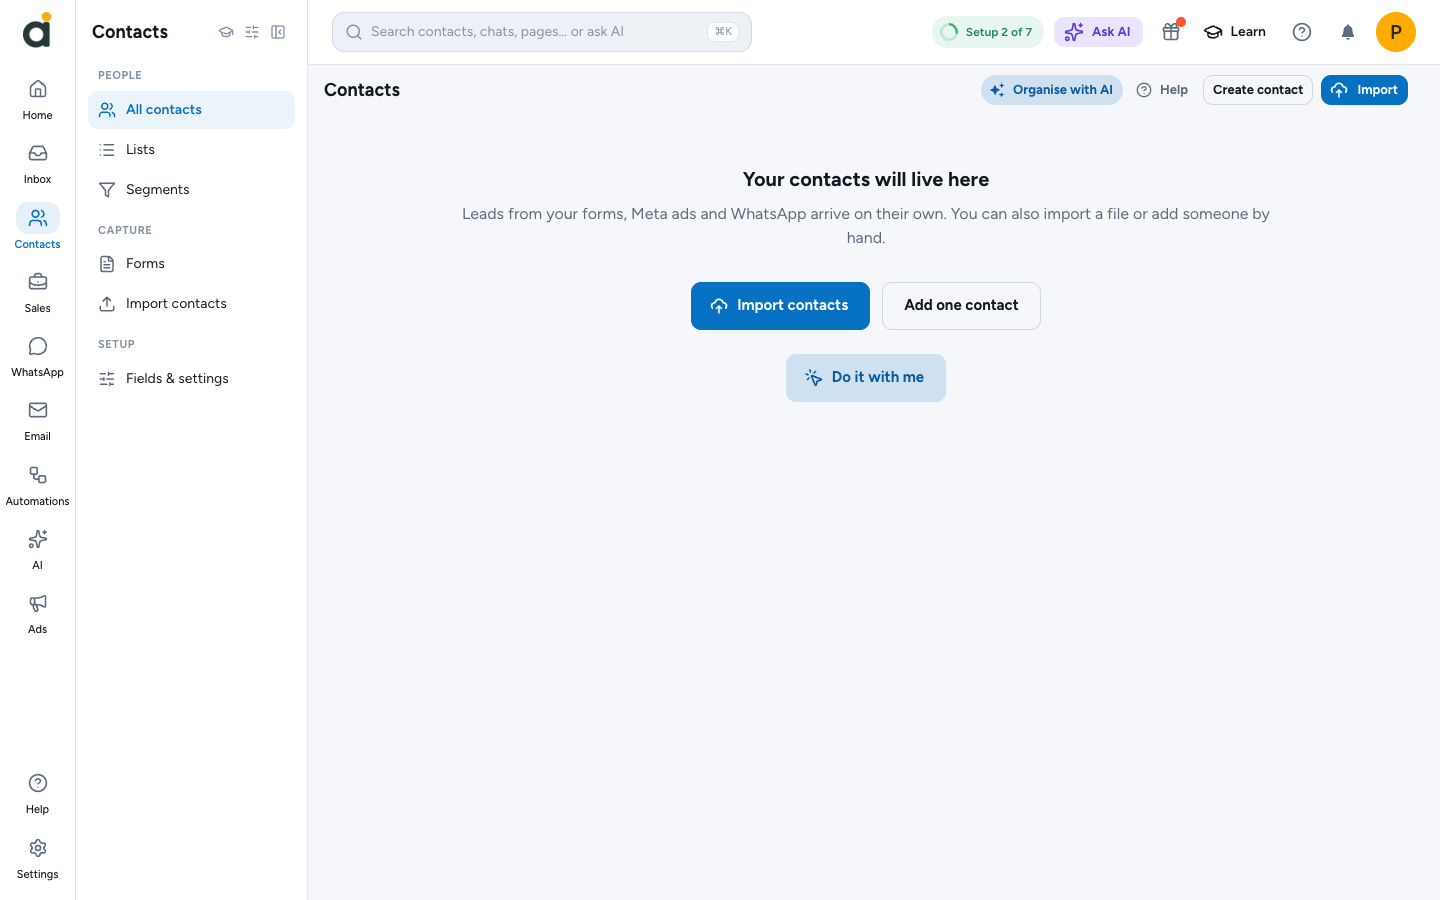 Contacts
Search contacts, chats, pages... or ask AI
⌘K
Setup 2 of 7
Ask AI
Learn
P
Home
Inbox
Contacts
Sales
WhatsApp
Email
Automations
AI
Ads
Help
Settings
PEOPLE
All contacts
Lists
Segments
CAPTURE
Forms
Import contacts
SETUP
Fields & settings
Contacts
Organise with AI
Help
Create contact
Import
Your contacts will live here
Leads from your forms, Meta ads and WhatsApp arrive on their own. You can also import a file or add someone by
hand.
Import contacts
Add one contact
Do it with me